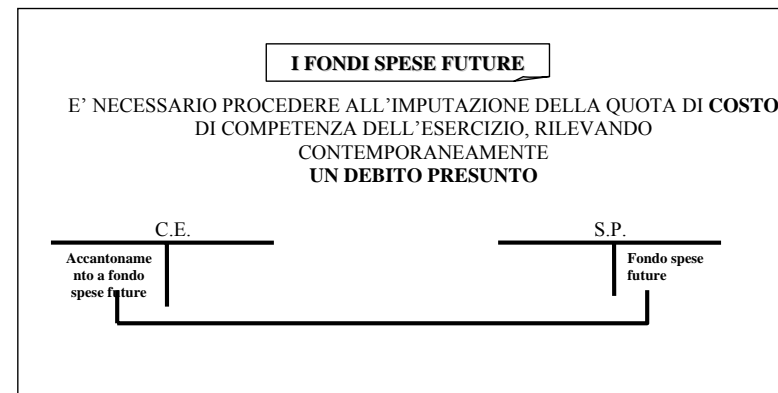 I FONDI SPESE FUTURE
E’ NECESSARIO PROCEDERE ALL’IMPUTAZIONE DELLA QUOTA DI COSTO
DI COMPETENZA DELL’ESERCIZIO, RILEVANDO
CONTEMPORANEAMENTE
UN DEBITO PRESUNTO
C.E.
Accantoname
nto a fondo
spese future
S.P.
Fondo spese
future